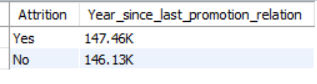 Attrition Year_since_last_promotion_relation
Yes 147.46K
No 146.13K